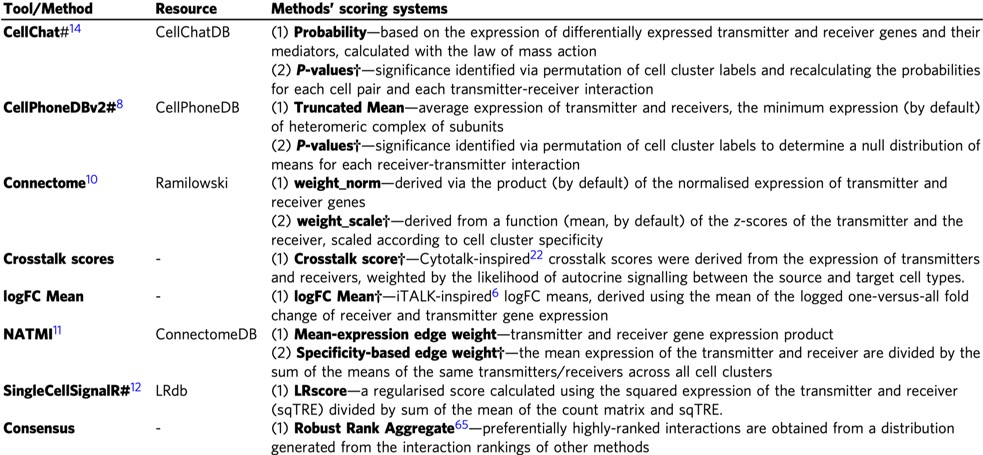 Tool/Method Resource Methods' scoring systems
CellChat#14 CellChatDB (1) Probability—based on the expression of differentially expressed transmitter and receiver genes and their
mediators, calculated with the law of mass action
(2) P-values†—significance identified via permutation of cell cluster labels and recalculating the probabilities
for each cell pair and each transmitter-receiver interaction
CellPhoneDBv2#8 CellPhoneDB (1) Truncated Mean—average expression of transmitter and receivers, the minimum expression (by default)
of heteromeric complex of subunits
(2) P-values†—significance identified via permutation of cell cluster labels to determine a null distribution of
means for each receiver-transmitter interaction
Connectome10 Ramilowski (1) weight_norm—derived via the product (by default) of the normalised expression of transmitter and
receiver genes
(2) weight_scale†—derived from a function (mean, by default) of the z-scores of the transmitter and the
receiver, scaled according to cell cluster specificity
Crosstalk scores - (1) Crosstalk score†—Cytotalk-inspired22 crosstalk scores were derived from the expression of transmitters
and receivers, weighted by the likelihood of autocrine signalling between the source and target cell types.
logFC Mean - (1) logFC Mean†—iTALK-inspired6 logFC means, derived using the mean of the logged one-versus-all fold
change of receiver and transmitter gene expression
NATMI11 ConnectomeDB (1) Mean-expression edge weight—transmitter and receiver gene expression product
(2) Specificity-based edge weight†—the mean expression of the transmitter and receiver are divided by the
sum of the means of the same transmitters/receivers across all cell clusters
SingleCellSignalR#12 LRdb (1) LRscore—a regularised score calculated using the squared expression of the transmitter and receiver
(sqTRE) divided by sum of the mean of the count matrix and sqTRE.
Consensus - (1) Robust Rank Aggregate65—preferentially highly-ranked interactions are obtained from a distribution
generated from the interaction rankings of other methods